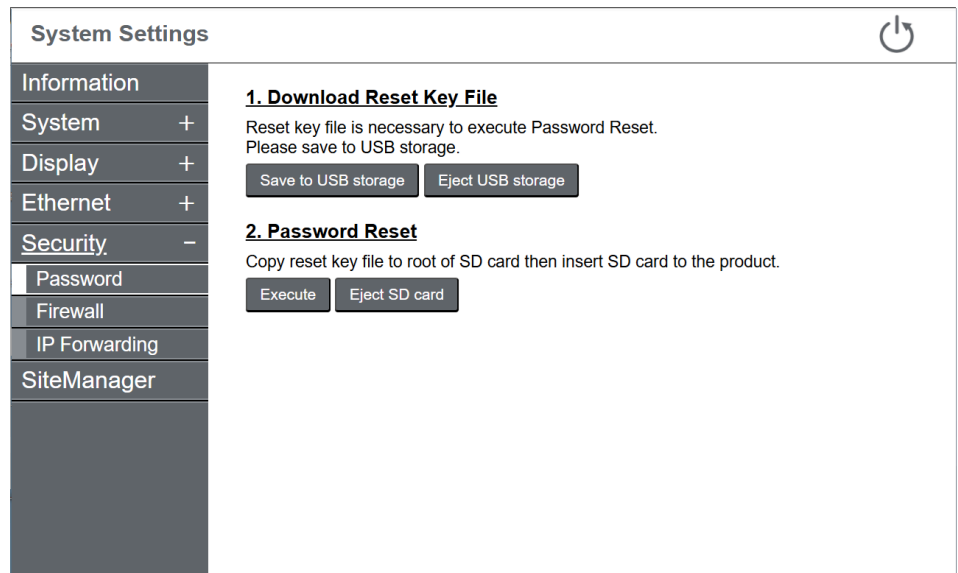 System Settings
Information
System +
Display +
Ethernet +
Security −
Password
Firewall
IP Forwarding
SiteManager
1. Download Reset Key File
Reset key file is necessary to execute Password Reset.
Please save to USB storage.
Save to USB storage Eject USB storage
2. Password Reset
Copy reset key file to root of SD card then insert SD card to the product.
Execute Eject SD card